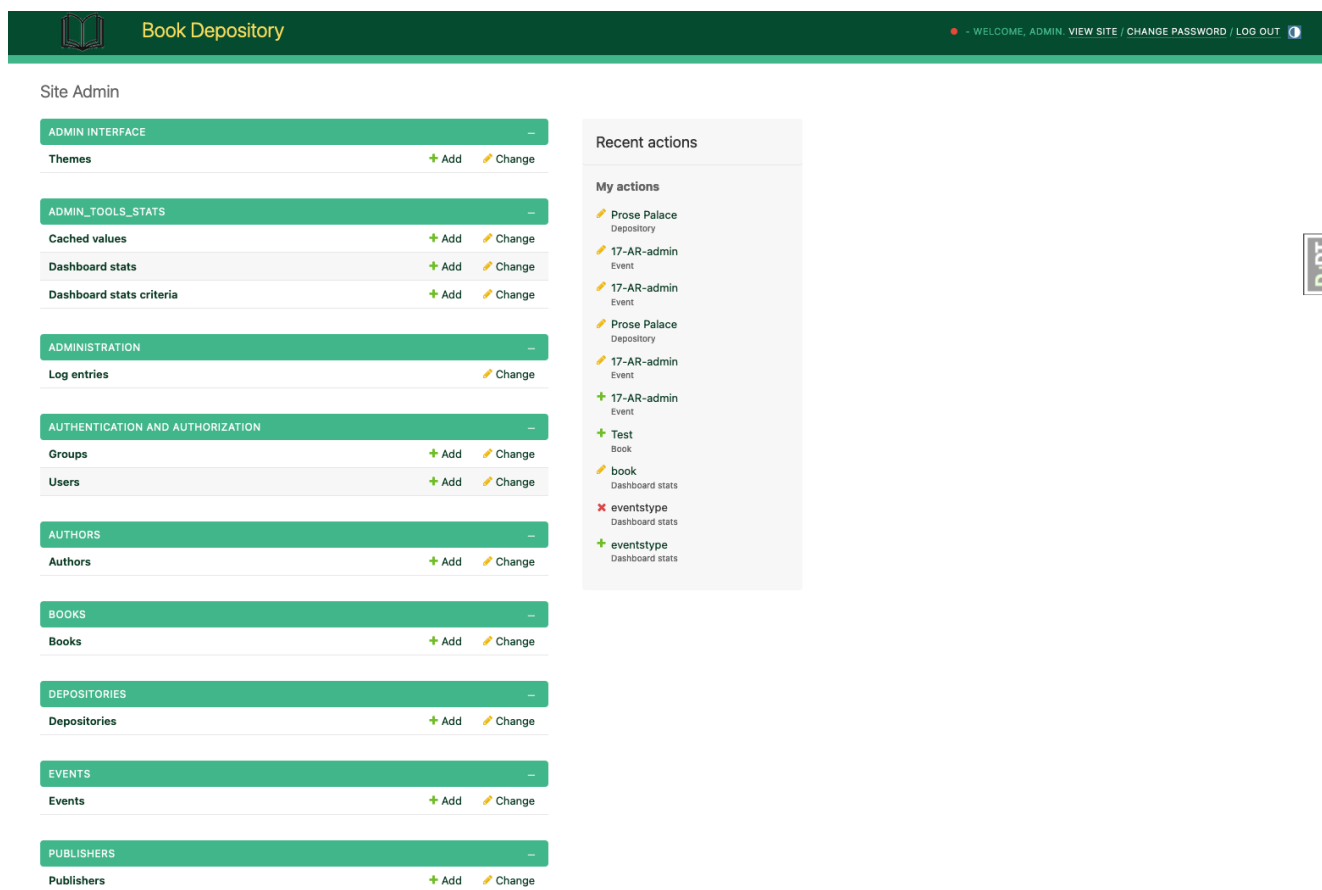 Book Depository
- WELCOME, ADMIN. VIEW SITE / CHANGE PASSWORD / LOG OUT
Site Admin
ADMIN INTERFACE –
Themes + Add Change
ADMIN_TOOLS_STATS –
Cached values + Add Change
Dashboard stats + Add Change
Dashboard stats criteria + Add Change
ADMINISTRATION –
Log entries Change
AUTHENTICATION AND AUTHORIZATION –
Groups + Add Change
Users + Add Change
AUTHORS –
Authors + Add Change
BOOKS –
Books + Add Change
DEPOSITORIES –
Depositories + Add Change
EVENTS –
Events + Add Change
PUBLISHERS –
Publishers + Add Change
Recent actions
My actions
Prose Palace
Depository
17-AR-admin
Event
17-AR-admin
Event
Prose Palace
Depository
17-AR-admin
Event
17-AR-admin
Event
Test
Book
book
Dashboard stats
eventstype
Dashboard stats
eventstype
Dashboard stats